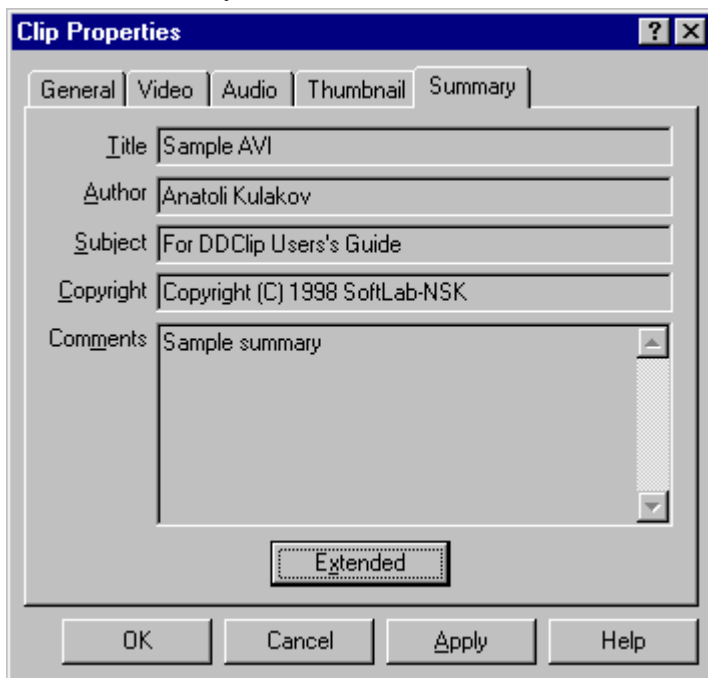 Clip Properties
General Video Audio Thumbnail Summary
Title Sample AVI
Author Anatoli Kulakov
Subject For DDClip Users's Guide
Copyright Copyright (C) 1998 SoftLab-NSK
Comments Sample summary
Extended
OK Cancel Apply Help